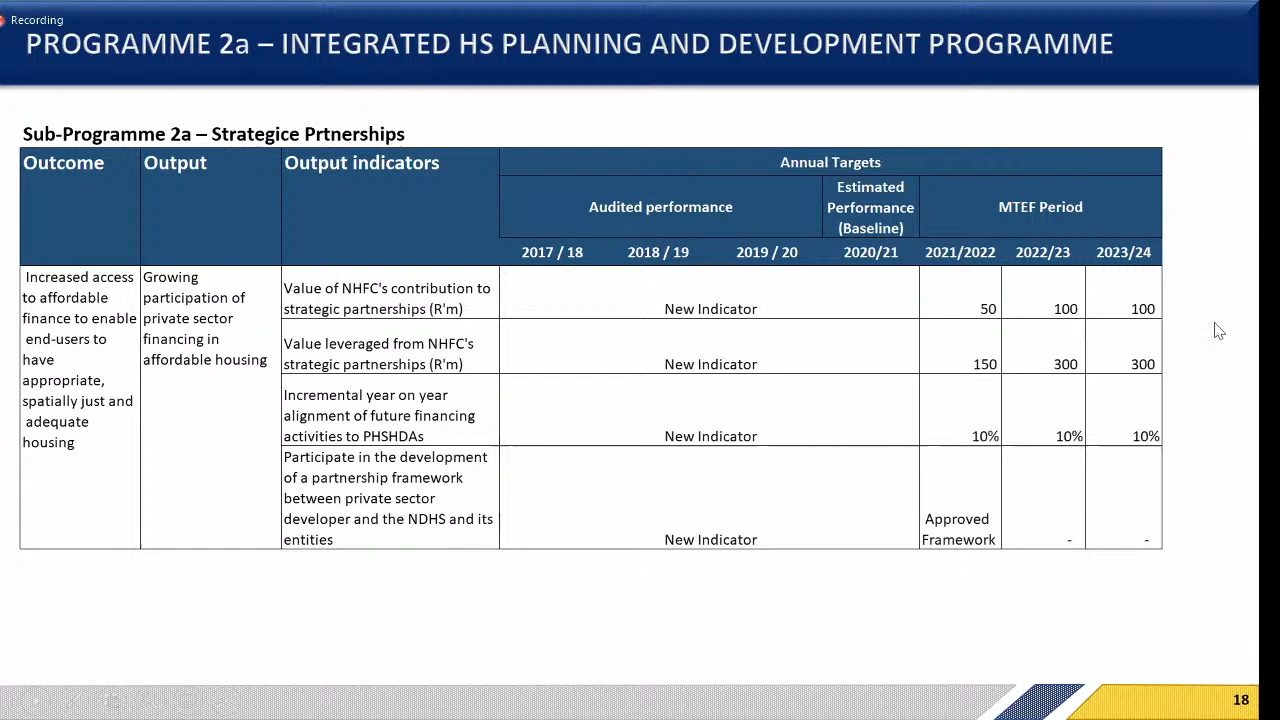 Recording
PROGRAMME 2a – INTEGRATED HS PLANNING AND DEVELOPMENT PROGRAMME
Sub-Programme 2a – Strategice Prtnerships
Outcome
Output
Output indicators
Annual Targets
Audited performance
Estimated
Performance
(Baseline)
MTEF Period
2017 / 18
2018 / 19
2019 / 20
2020/21
2021/2022
2022/23
2023/24
Increased access
to affordable
finance to enable
end-users to
have
appropriate,
spatially just and
adequate
housing
Growing
participation of
private sector
financing in
affordable housing
Value of NHFC's contribution to
strategic partnerships (R'm)
New Indicator
50
100
100
Value leveraged from NHFC's
strategic partnerships (R'm)
New Indicator
150
300
300
Incremental year on year
alignment of future financing
activities to PHSHDAs
New Indicator
10%
10%
10%
Participate in the development
of a partnership framework
between private sector
developer and the NDHS and its
entities
New Indicator
Approved
Framework
-
-
18